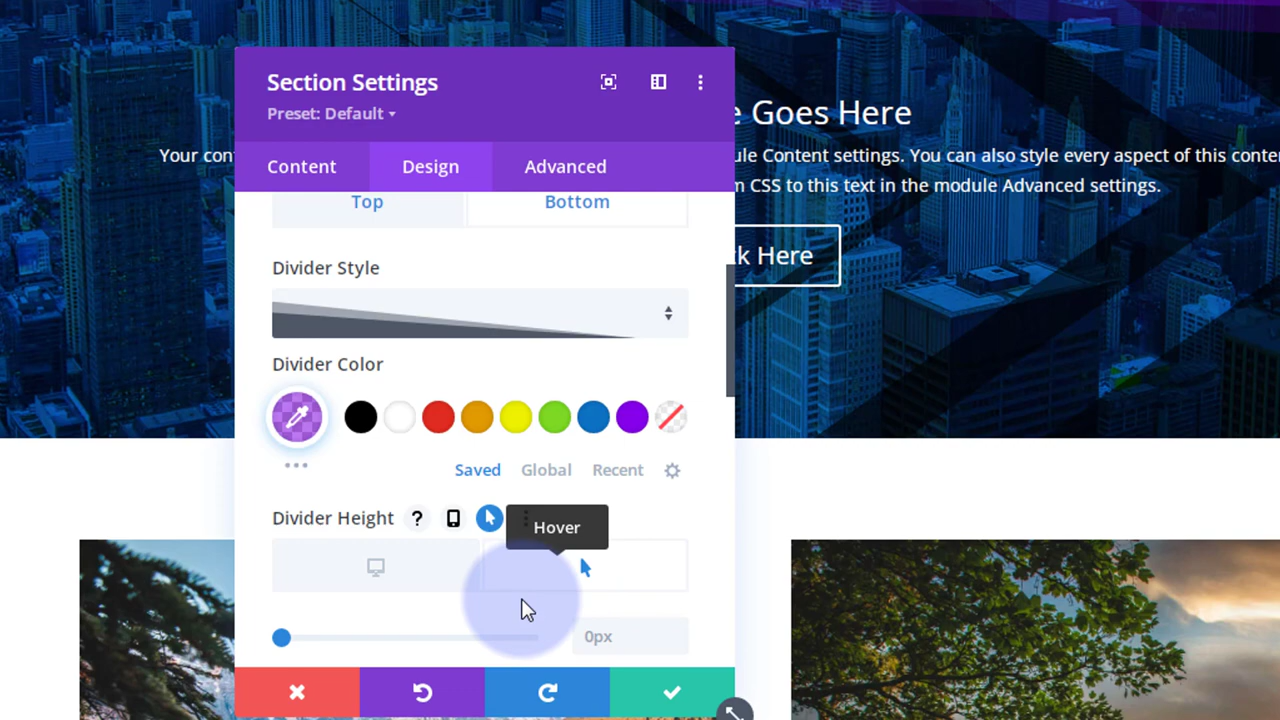 Section Settings
Preset: Default
e Goes Here
Content
Design
Advanced
Your con
ule Content settings. You can also style every aspect of this conte
m CSS to this text in the module Advanced settings.
Top
Bottom
ck Here
Divider Style
Divider Color
Saved
Global
Recent
Divider Height
?
Hover
0px